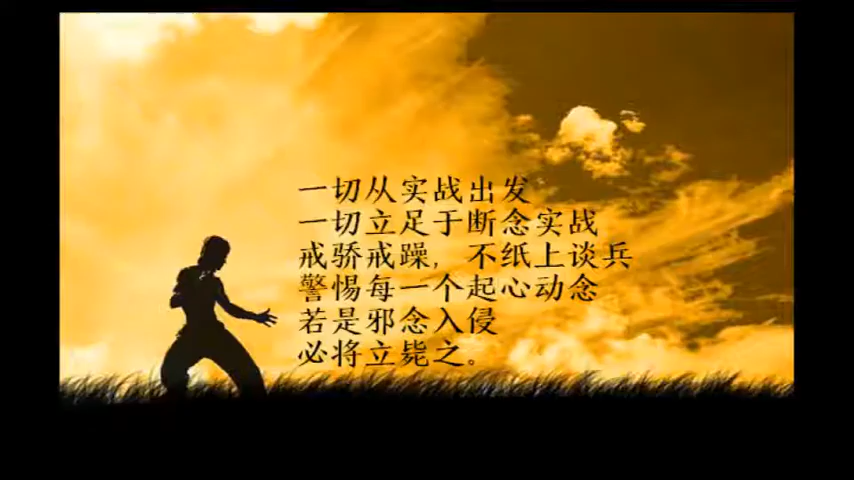 一切从实战出发
一切立足于断念实战
戒骄戒躁，不纸上谈兵
警惕每一个起心动念
若是邪念入侵
必将立毙之。